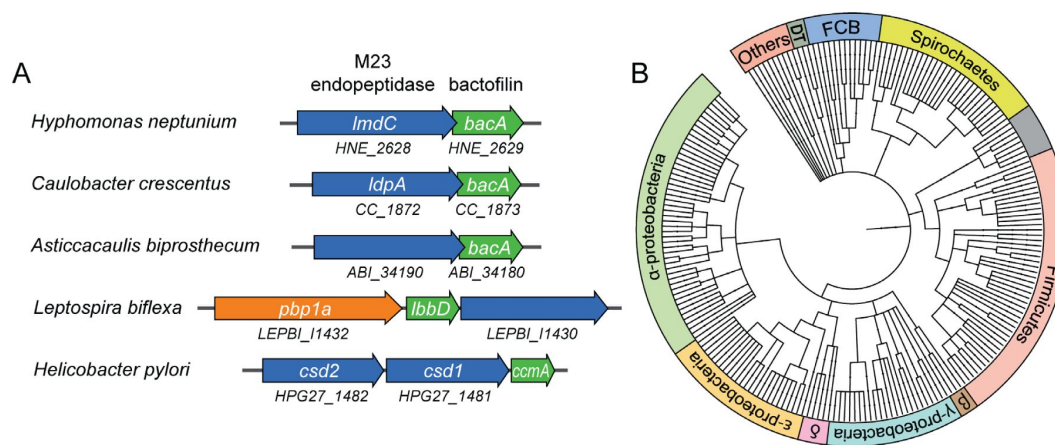 A
M23
endopeptidase bactofilin
Hyphomonas neptunium
lmdC bacA
HNE_2628 HNE_2629
Caulobacter crescentus
ldpA bacA
CC_1872 CC_1873
Asticcacaulis biprosthecum
bacA
ABI_34190 ABI_34180
Leptospira biflexa
pbp1a lbbD
LEPBI_I1432 LEPBI_I1430
Helicobacter pylori
csd2 csd1 ccmA
HPG27_1482 HPG27_1481
B
Others
DT
FCB
Spirochaetes
Firmicutes
β
γ-proteobacteria
δ
ε-proteobacteria
α-proteobacteria